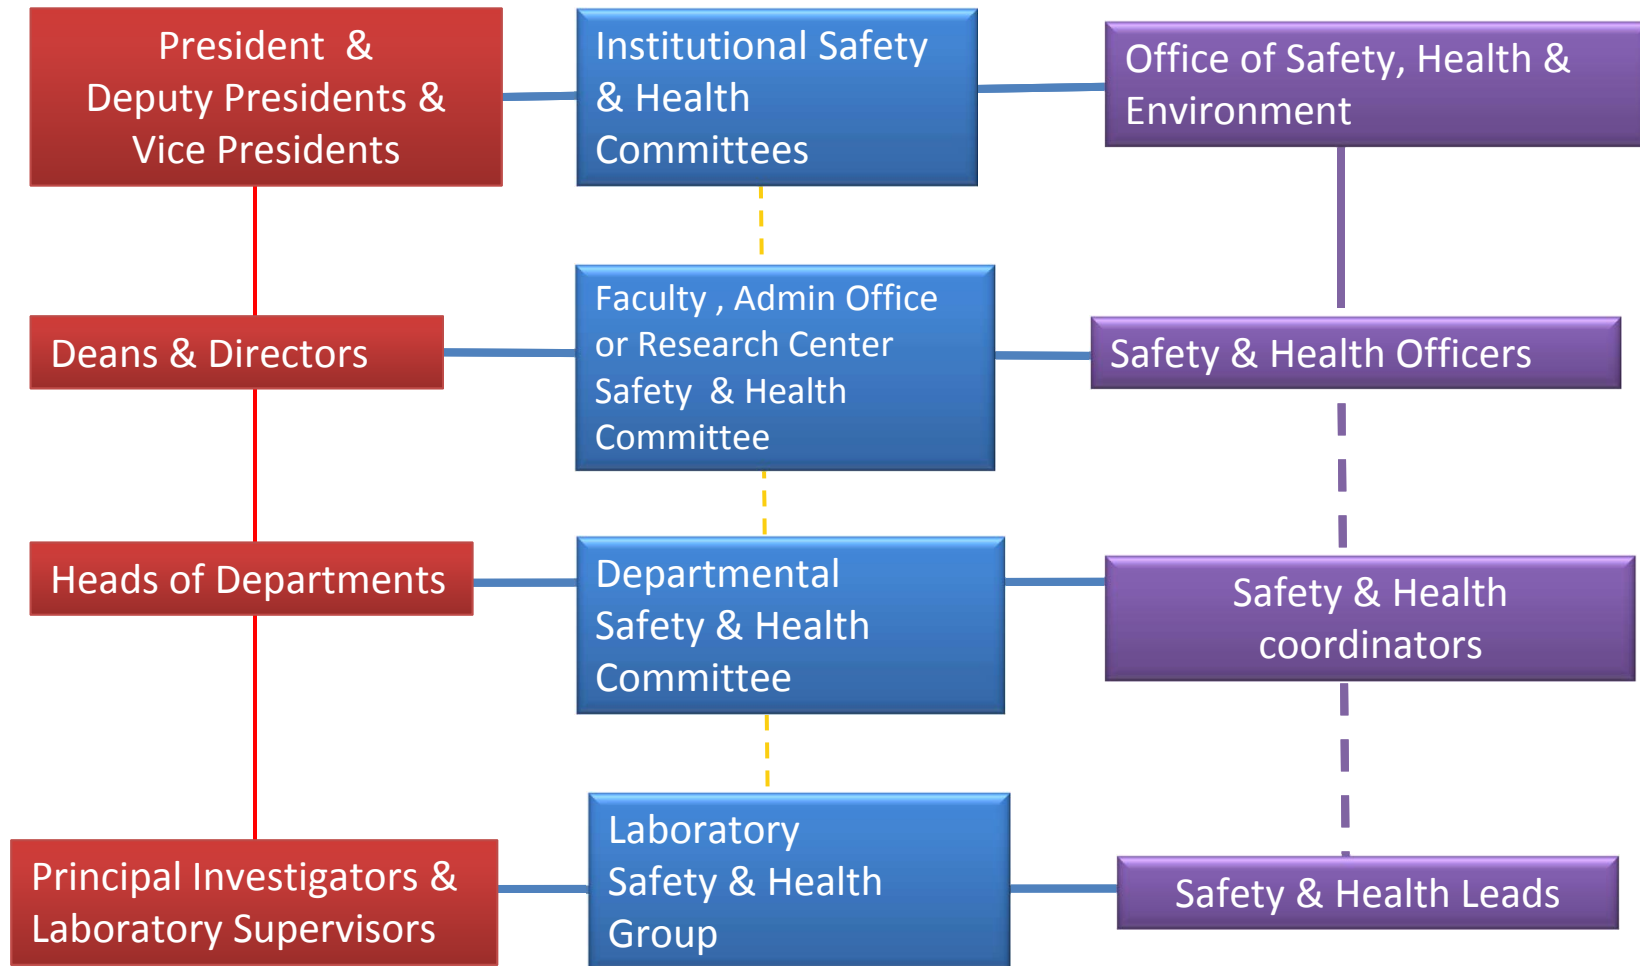 President  &
Deputy Presidents &
Vice Presidents
Institutional Safety
& Health
Committees
Office of Safety, Health &
Environment
Deans & Directors
Faculty , Admin Office
or Research Center
Safety  & Health
Committee
Safety & Health Officers
Heads of Departments
Departmental
Safety & Health
Committee
Safety & Health
coordinators
Principal Investigators &
Laboratory Supervisors
Laboratory
Safety & Health
Group
Safety & Health Leads